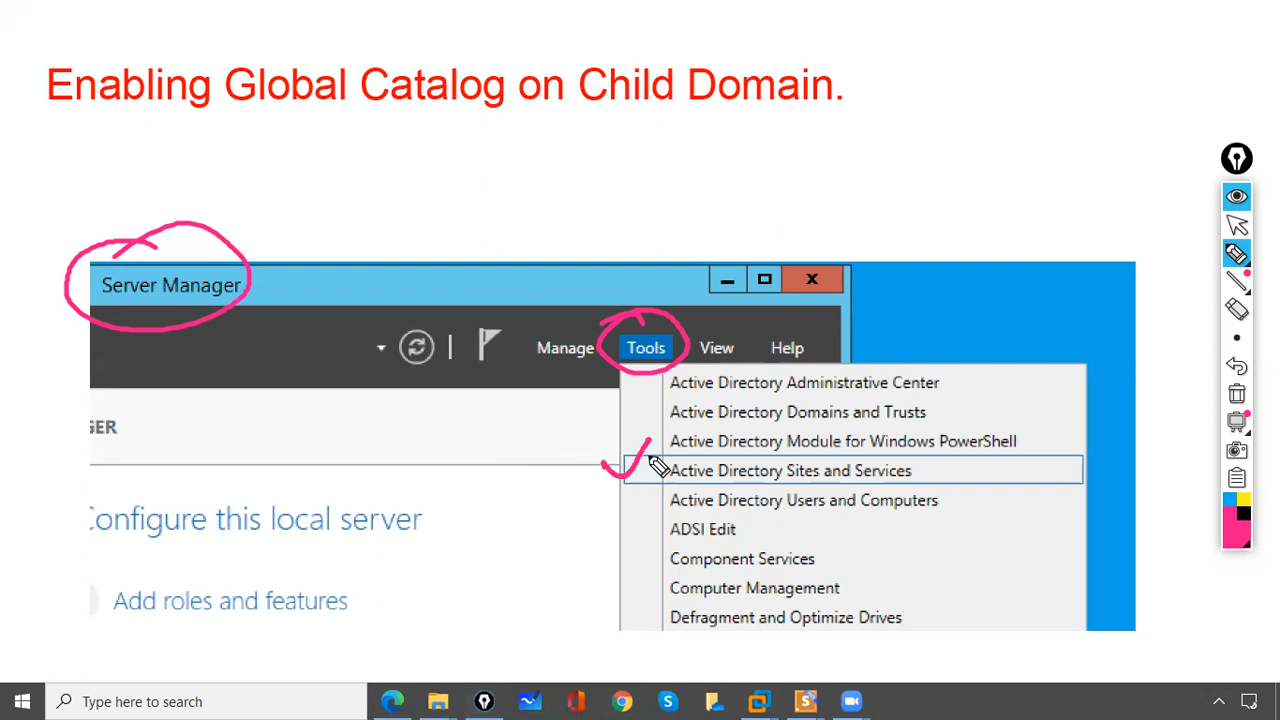 Enabling Global Catalog on Child Domain.
Server Manager
Manage Tools View Help
Active Directory Administrative Center
Active Directory Domains and Trusts
GER
Active Directory Module for Windows PowerShell
Active Directory Sites and Services
Active Directory Users and Computers
Configure this local server
ADSI Edit
Component Services
Computer Management
Add roles and features
Defragment and Optimize Drives
Type here to search